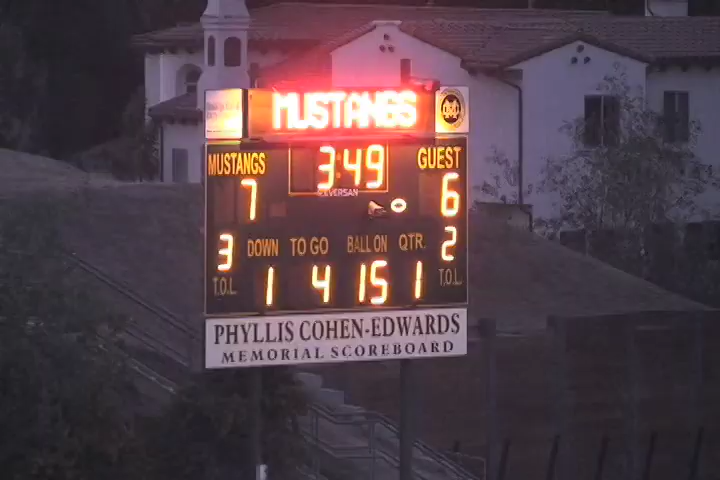 MUSTANGS
MUSTANGS 3:49 GUEST
EVERSAN
7 6
3 DOWN TO GO BALL ON QTR. 2
T.O.L. 1 4 15 1 T.O.L.
PHYLLIS COHEN-EDWARDS
MEMORIAL SCOREBOARD